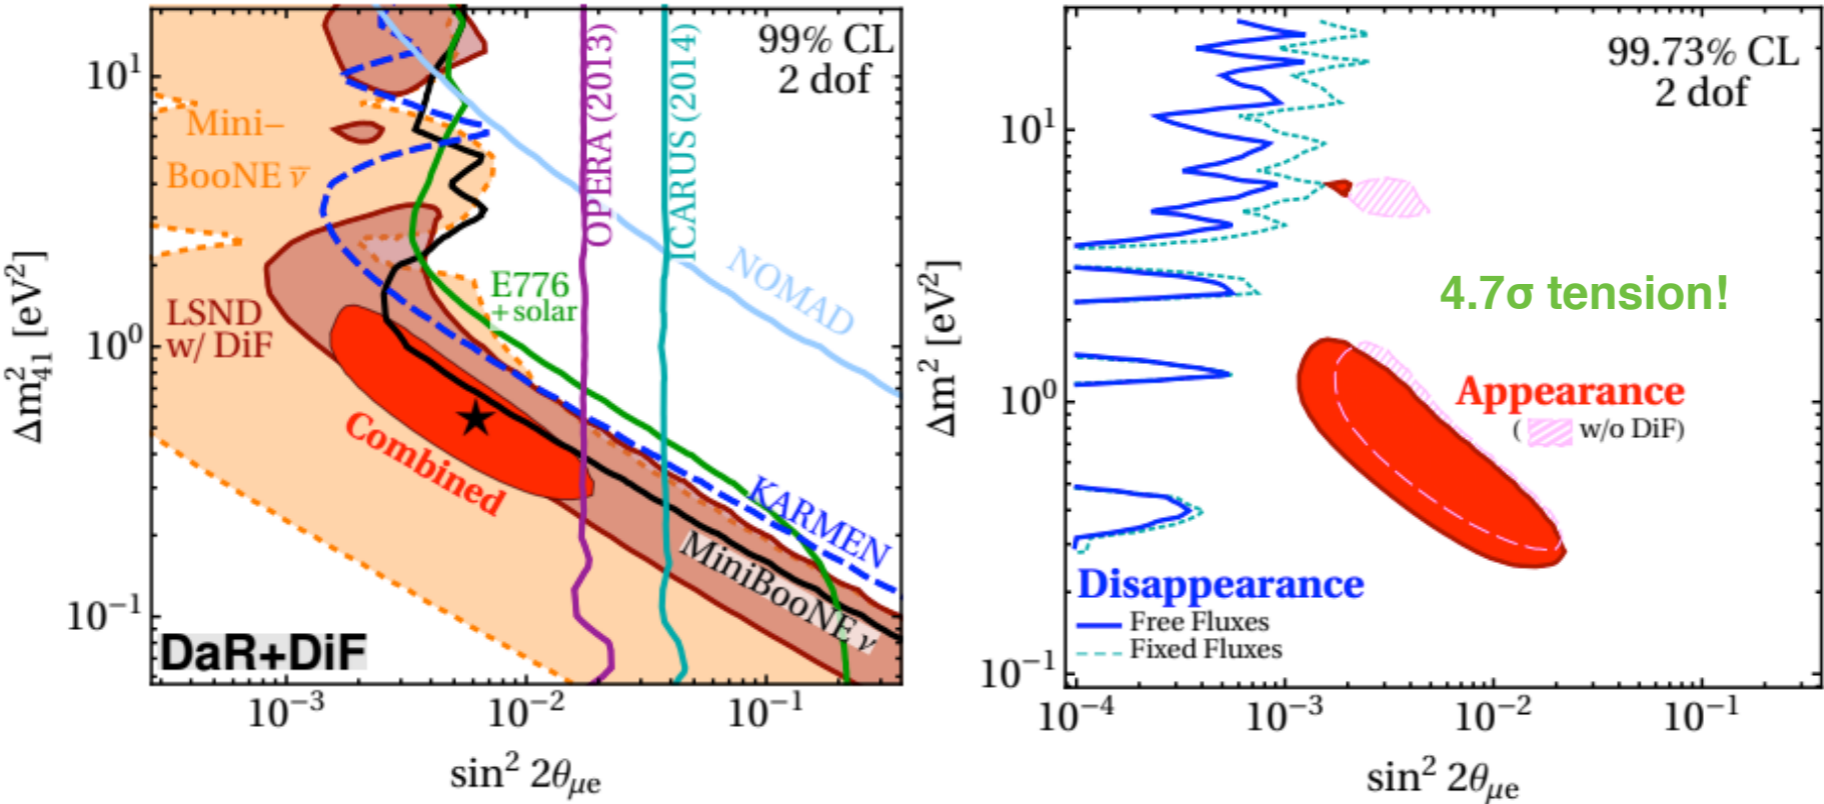 99% CL
2 dof
10¹
Mini–
BooNE ν̅
OPERA (2013)
ICARUS (2014)
NOMAD
E776
+ solar
LSND
w/ DiF
10⁰
Δm²₄₁ [eV²]
Combined
KARMEN
MiniBooNE ν
10⁻¹
DaR+DiF
10⁻³
10⁻²
10⁻¹
sin² 2θμe
99.73% CL
2 dof
10¹
4.7σ tension!
Δm² [eV²]
10⁰
Appearance
( w/o DiF)
Disappearance
Free Fluxes
Fixed Fluxes
10⁻¹
10⁻⁴
10⁻³
10⁻²
10⁻¹
sin² 2θμe